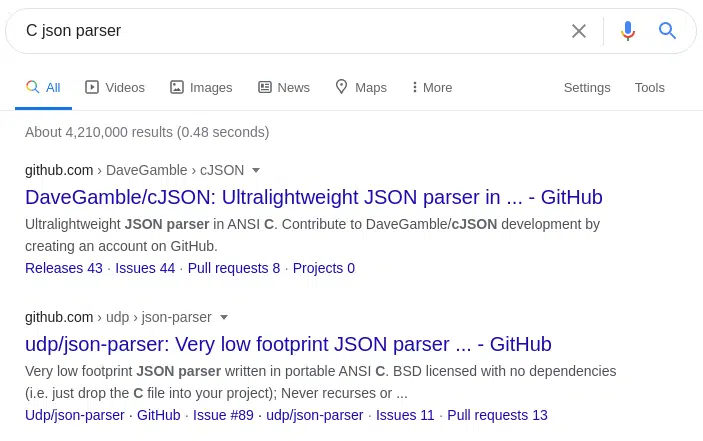 C json parser
All Videos Images News Maps More Settings Tools
About 4,210,000 results (0.48 seconds)
github.com › DaveGamble › cJSON
DaveGamble/cJSON: Ultralightweight JSON parser in ... - GitHub
Ultralightweight JSON parser in ANSI C. Contribute to DaveGamble/cJSON development by
creating an account on GitHub.
Releases 43 · Issues 44 · Pull requests 8 · Projects 0
github.com › udp › json-parser
udp/json-parser: Very low footprint JSON parser ... - GitHub
Very low footprint JSON parser written in portable ANSI C. BSD licensed with no dependencies
(i.e. just drop the C file into your project); Never recurses or ...
Udp/json-parser · GitHub · Issue #89 · udp/json-parser · Issues 11 · Pull requests 13